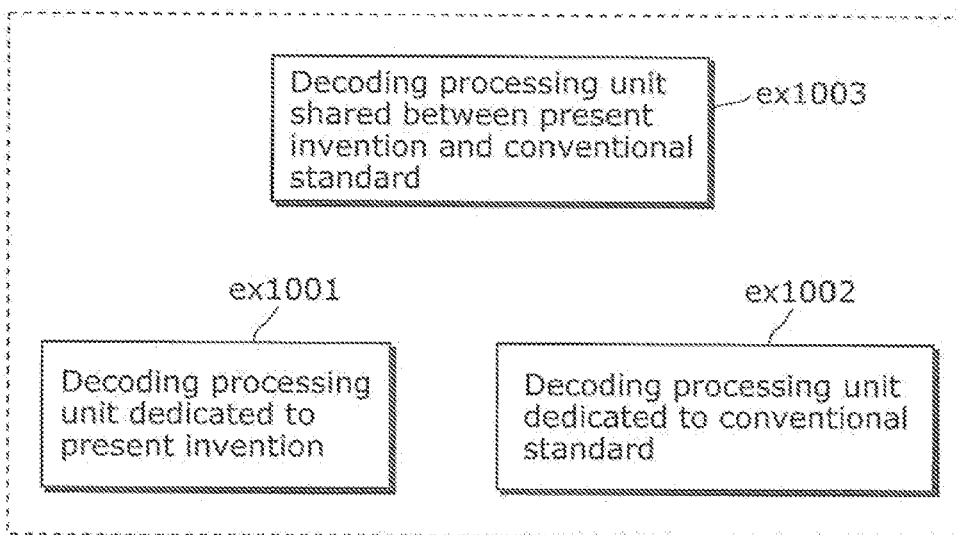 Decoding processing unit
shared between present
invention and conventional
standard
ex1003
ex1001
Decoding processing
unit dedicated to
present invention
ex1002
Decoding processing unit
dedicated to conventional
standard